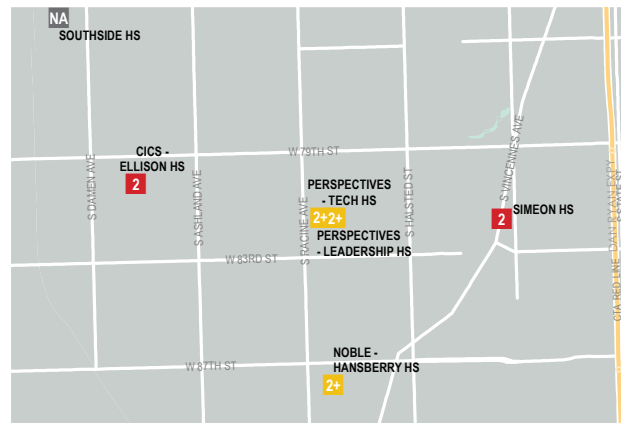 NA
SOUTHSIDE HS
CICS -
ELLISON HS
2
W 79TH ST
S DAMEN AVE
S ASHLAND AVE
PERSPECTIVES
- TECH HS
2+2+
PERSPECTIVES
- LEADERSHIP HS
S RACINE AVE
S HALSTED ST
S VINCENNES AVE
2
SIMEON HS
W 83RD ST
CTA RED LINE
DAN RYAN EXPY
S STATE ST
W 87TH ST
NOBLE -
HANSBERRY HS
2+